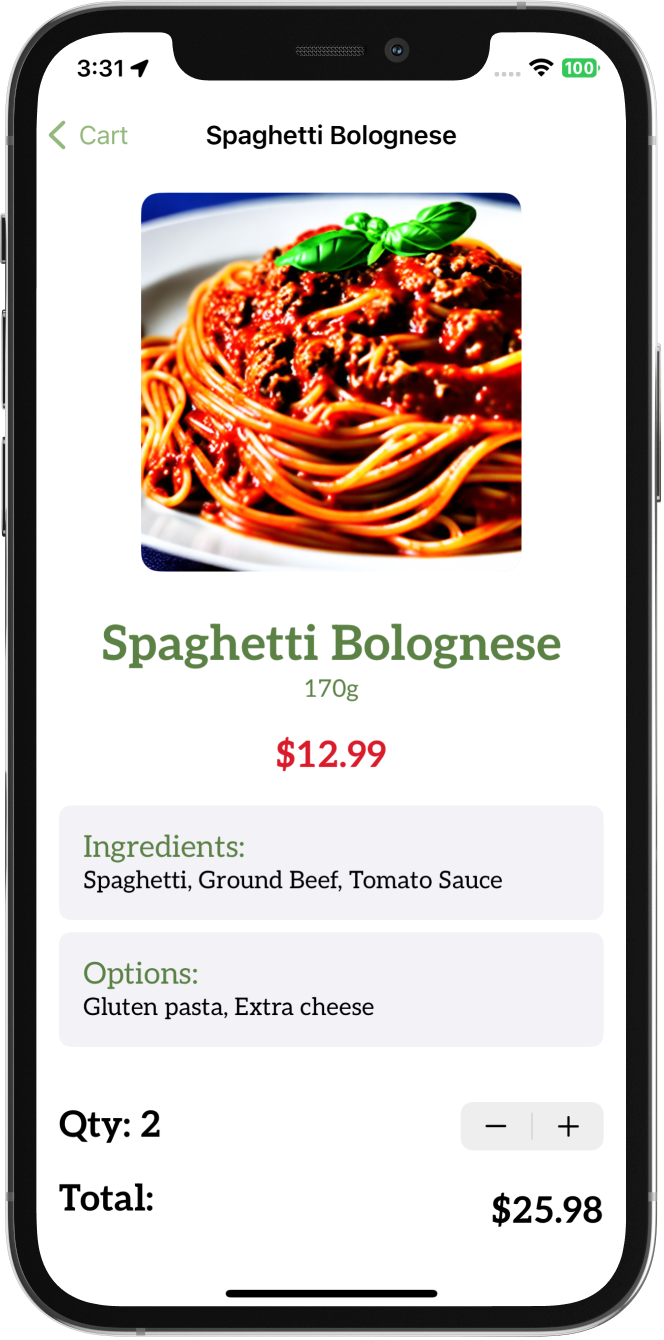 3:31
100
Cart
Spaghetti Bolognese
Spaghetti Bolognese
170g
$12.99
Ingredients:
Spaghetti, Ground Beef, Tomato Sauce
Options:
Gluten pasta, Extra cheese
Qty: 2
− +
Total:
$25.98